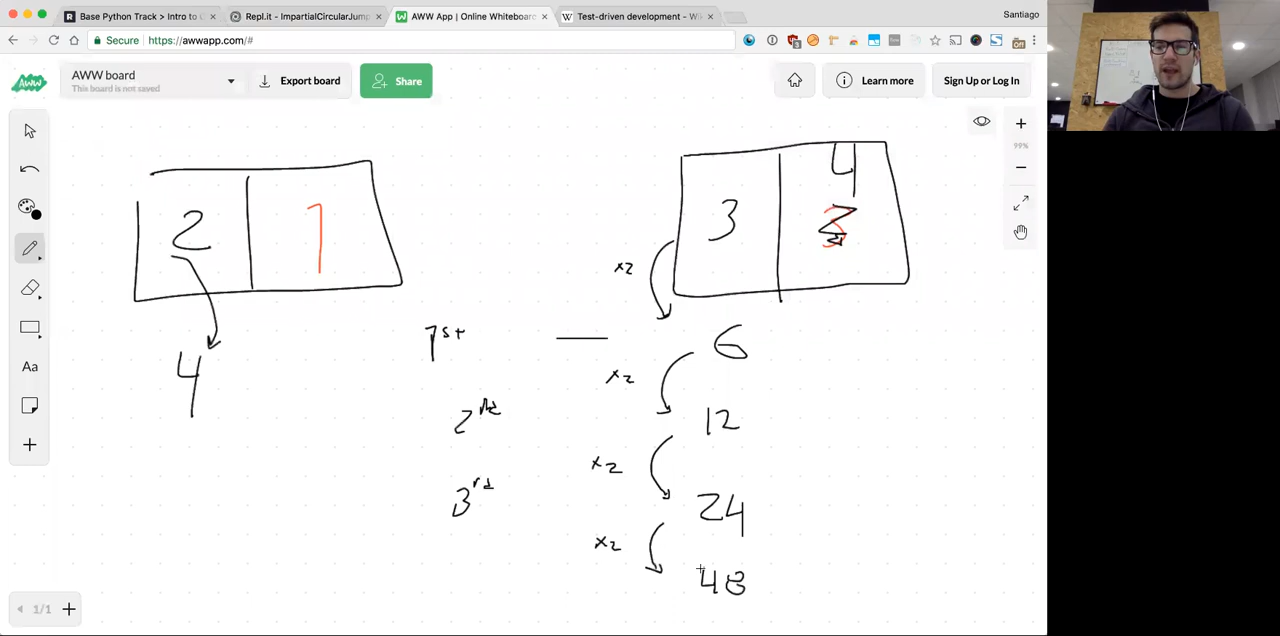 Base Python Track > Intro to
Repl.it - ImpartialCircularJump
AWW App | Online Whiteboard
Test-driven development - Wi
Santiago
Secure
https://awwapp.com/#
AWW
AWW board
This board is not saved
Export board
Share
Learn more
Sign Up or Log In
99%
Aa
1/1
2
1
4
3
4
x2
1st
6
x2
2nd
12
x2
3rd
24
x2
48